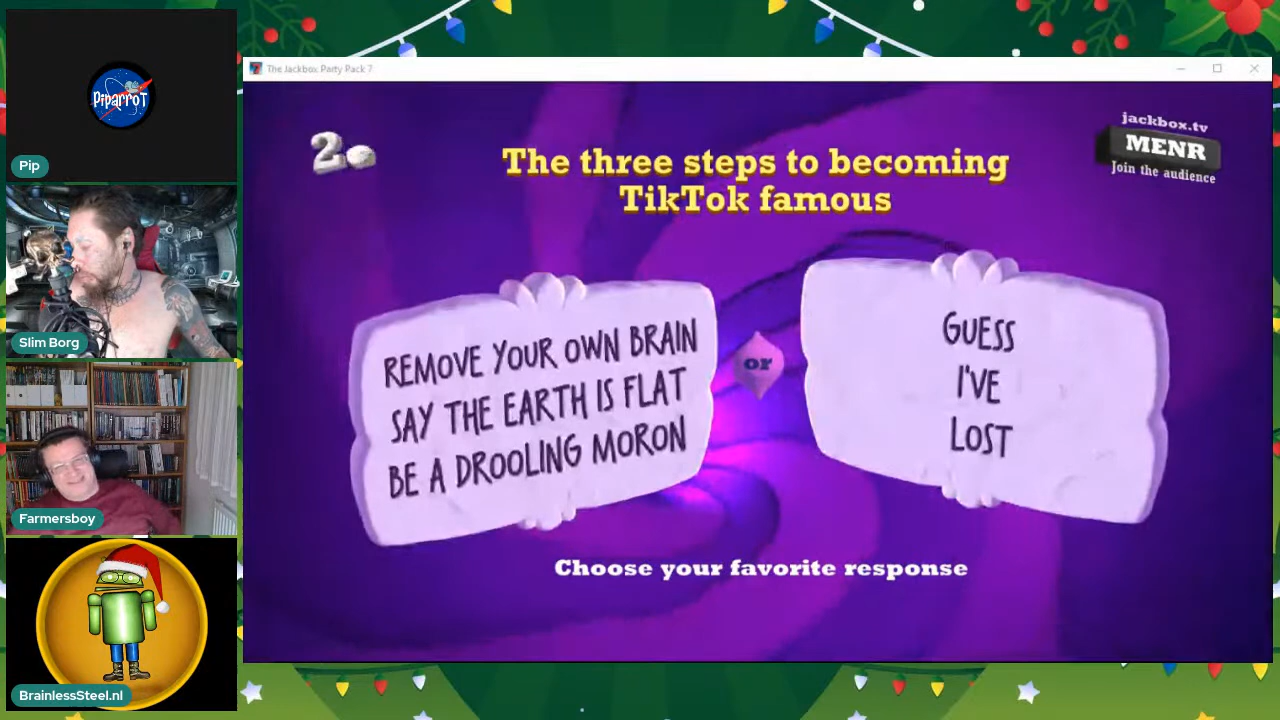 PiparroT
Pip
Slim Borg
Farmersboy
BrainlessSteel.nl
The Jackbox Party Pack 7
2.
The three steps to becoming
TikTok famous
jackbox.tv
MENR
Join the audience
REMOVE YOUR OWN BRAIN
SAY THE EARTH IS FLAT
BE A DROOLING MORON
or
GUESS
I'VE
LOST
Choose your favorite response